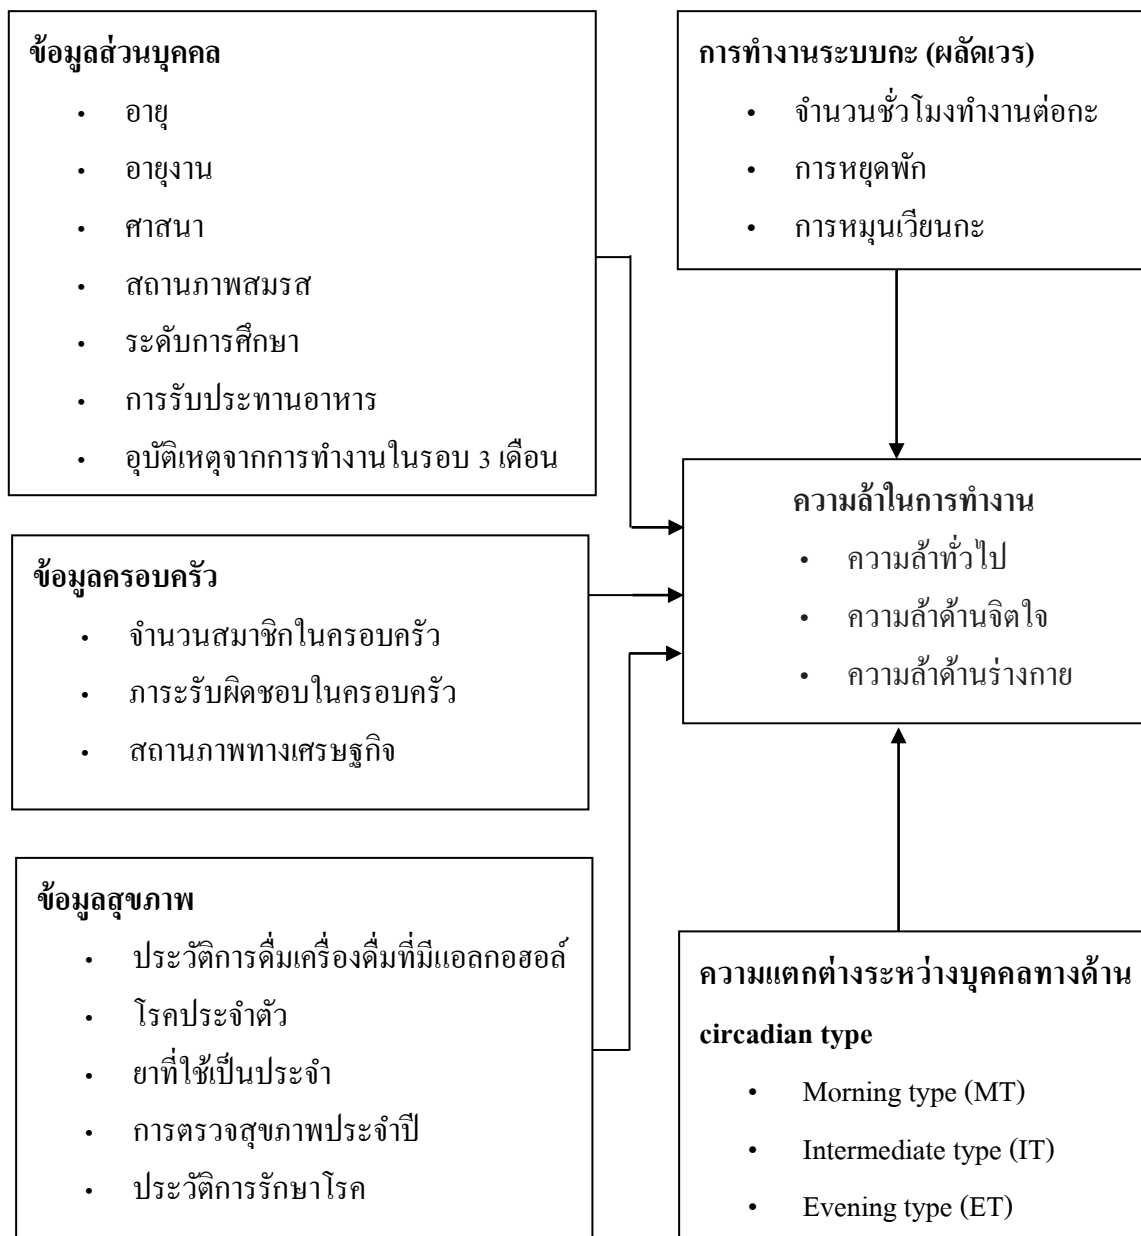 ข้อมูลส่วนบุคคล
• อายุ
• อายุงาน
• ศาสนา
• สถานภาพสมรส
• ระดับการศึกษา
• การรับประทานอาหาร
• อุบัติเหตุจากการทำงานในรอบ 3 เดือน
ข้อมูลครอบครัว
• จำนวนสมาชิกในครอบครัว
• ภาระรับผิดชอบในครอบครัว
• สถานภาพทางเศรษฐกิจ
ข้อมูลสุขภาพ
• ประวัติการดื่มเครื่องดื่มที่มีแอลกอฮอล์
• โรคประจำตัว
• ยาที่ใช้เป็นประจำ
• การตรวจสุขภาพประจำปี
• ประวัติการรักษาโรค
การทำงานระบบกะ (ผลัดเวร)
• จำนวนชั่วโมงทำงานต่อกะ
• การหยุดพัก
• การหมุนเวียนกะ
ความล้าในการทำงาน
• ความล้าทั่วไป
• ความล้าด้านจิตใจ
• ความล้าด้านร่างกาย
ความแตกต่างระหว่างบุคคลทางด้าน
circadian type
• Morning type (MT)
• Intermediate type (IT)
• Evening type (ET)